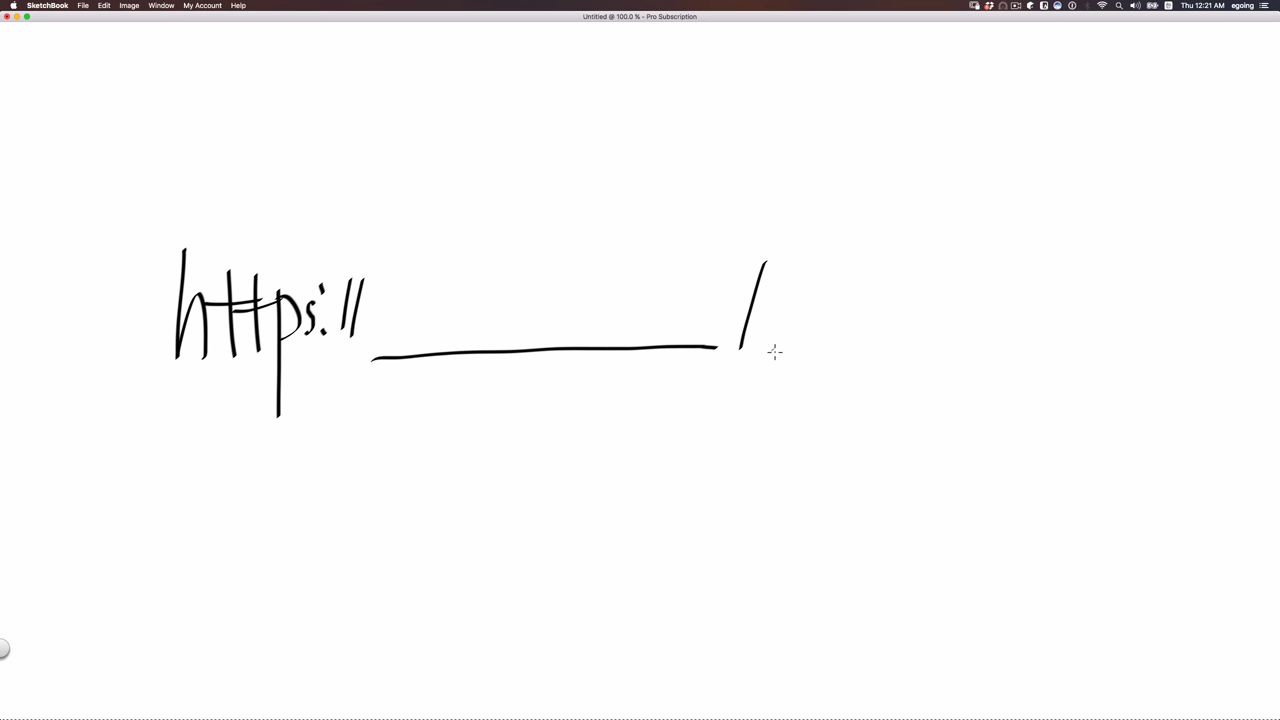 SketchBook File Edit Image Window My Account Help Thu 12:21 AM egoing
Untitled @ 100.0 % - Pro Subscription
https://__________/